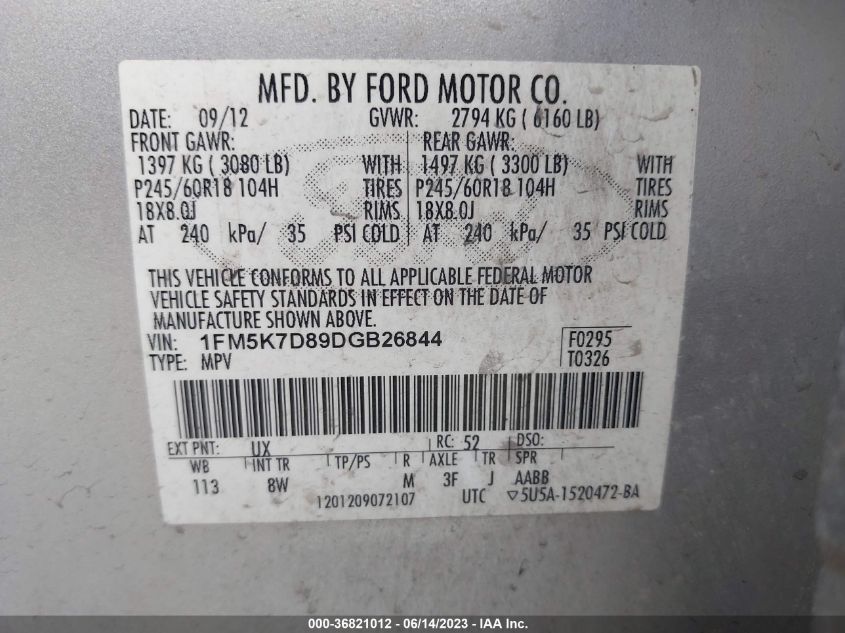 MFD. BY FORD MOTOR CO.
DATE: 09/12 GVWR: 2794 KG ( 6160 LB)
FRONT GAWR: REAR GAWR:
1397 KG ( 3080 LB) WITH 1497 KG ( 3300 LB) WITH
P245/60R18 104H TIRES P245/60R18 104H TIRES
18X8.0J RIMS 18X8.0J RIMS
AT 240 kPa/ 35 PSI COLD AT 240 kPa/ 35 PSI COLD
THIS VEHICLE CONFORMS TO ALL APPLICABLE FEDERAL MOTOR
VEHICLE SAFETY STANDARDS IN EFFECT ON THE DATE OF
MANUFACTURE SHOWN ABOVE.
VIN: 1FM5K7D89DGB26844 F0295
TYPE: MPV T0326
EXT PNT: UX RC: 52 DSO:
WB INT TR TP/PS R AXLE TR SPR
113 8W M 3F J AABB
1201209072107 UTC ▽5U5A-1520472-BA
000-36821012 - 06/14/2023 - 1FM5K7D89DGB26844